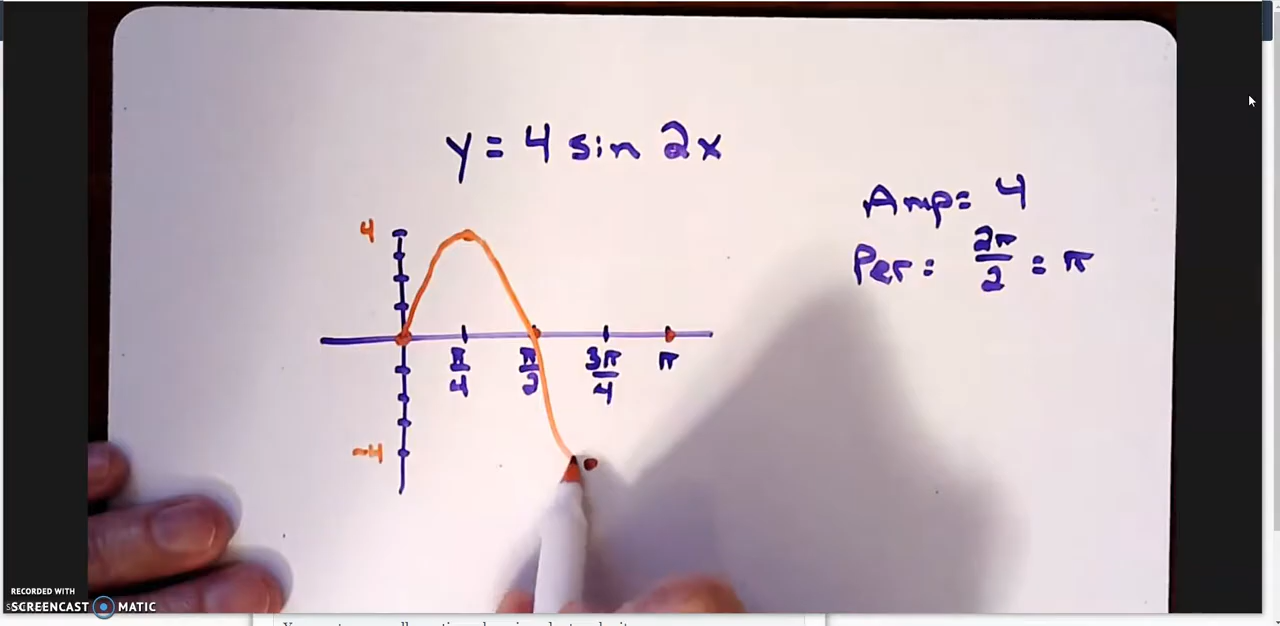 y = 4 sin 2x
Amp = 4
Per = 2π/2 = π
4
π/4 π/2 3π/4 π
-4
RECORDED WITH
SCREENCAST MATIC